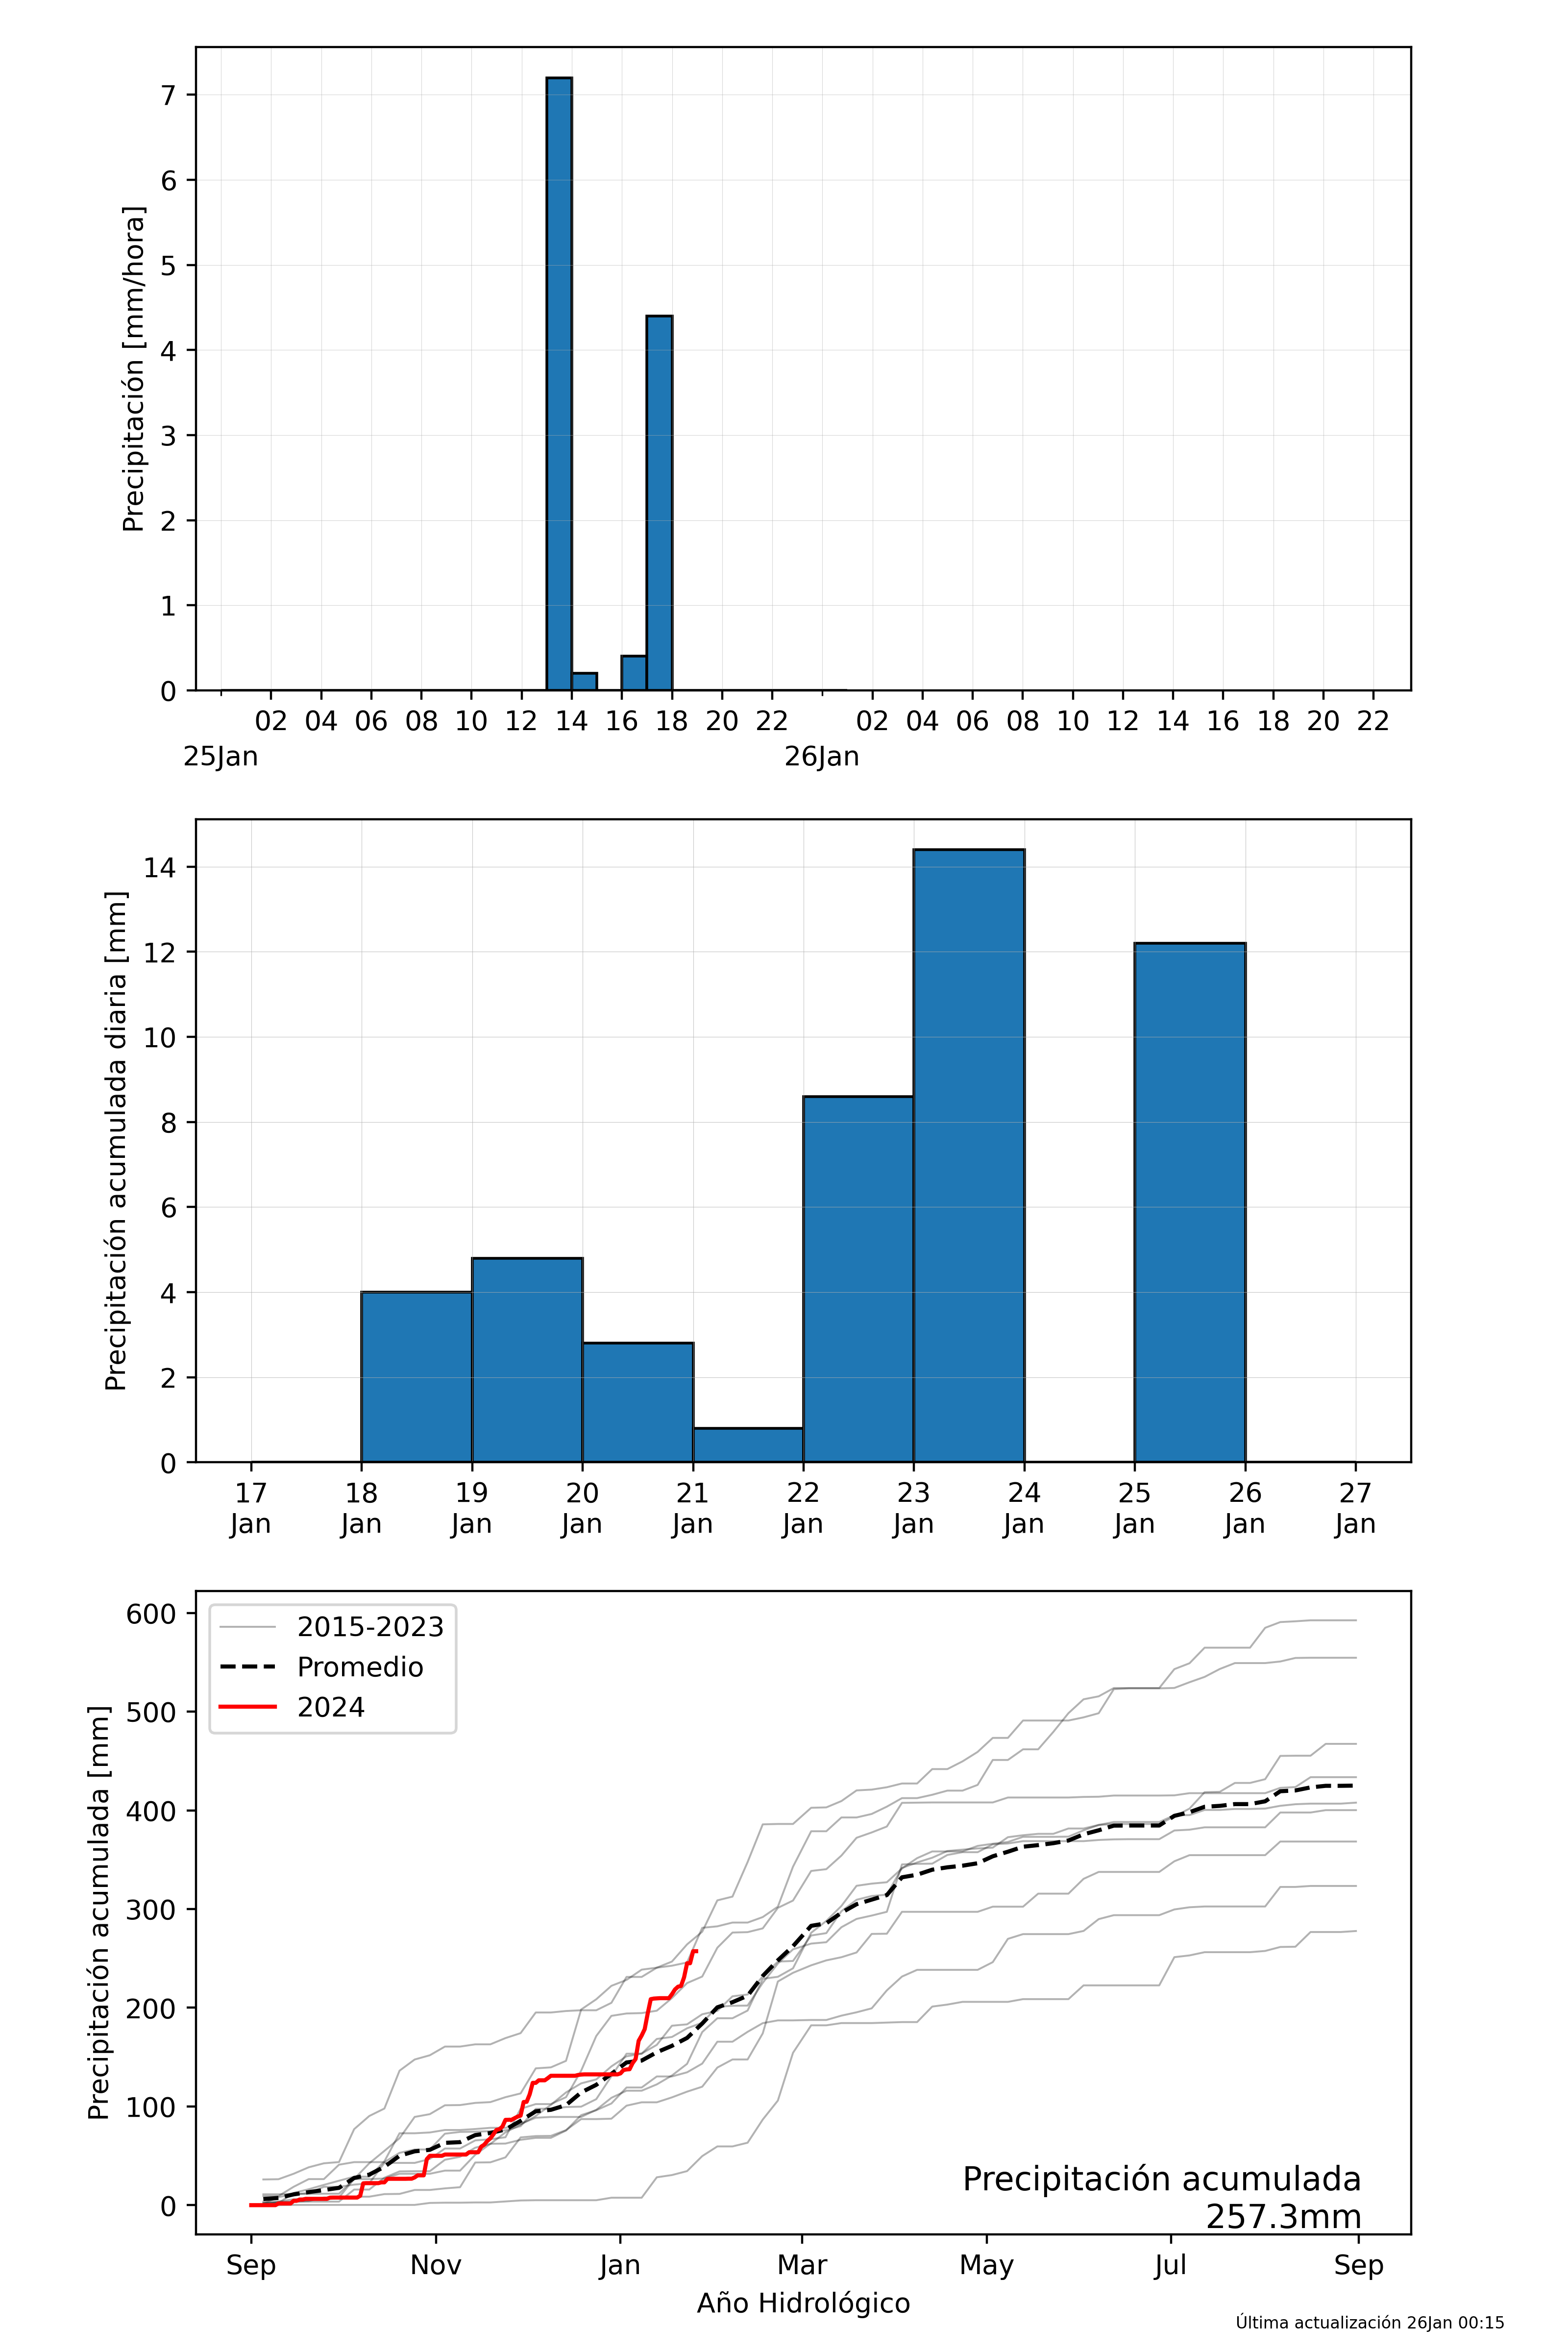 Precipitación [mm/hora]
7
6
5
4
3
2
1
0
02 04 06 08 10 12 14 16 18 20 22 02 04 06 08 10 12 14 16 18 20 22
25Jan 26Jan
Precipitación acumulada diaria [mm]
14
12
10
8
6
4
2
0
17 18 19 20 21 22 23 24 25 26 27
Jan Jan Jan Jan Jan Jan Jan Jan Jan Jan Jan
Precipitación acumulada [mm]
600
500
400
300
200
100
0
2015-2023
Promedio
2024
Precipitación acumulada
257.3mm
Sep Nov Jan Mar May Jul Sep
Año Hidrológico
Última actualización 26Jan 00:15